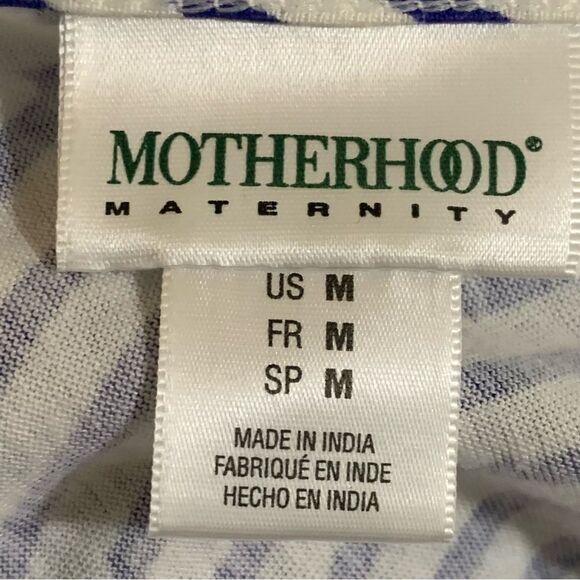 MOTHERHOOD®
MATERNITY
US M
FR M
SP M
MADE IN INDIA
FABRIQUÉ EN INDE
HECHO EN INDIA